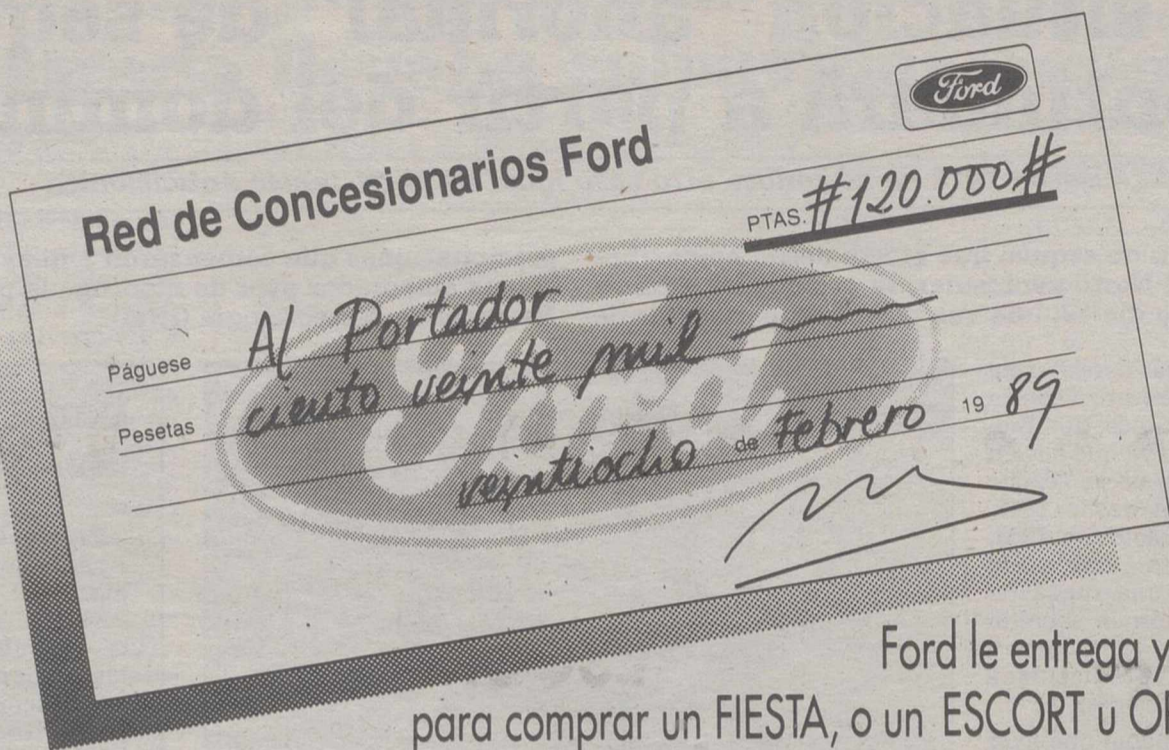 Ford
Red de Concesionarios Ford
PTAS. #120.000#
Páguese Al Portador
Pesetas ciento veinte mil
Ford
veintiocho de Febrero 19 89
Ford le entrega y
para comprar un FIESTA, o un ESCORT u